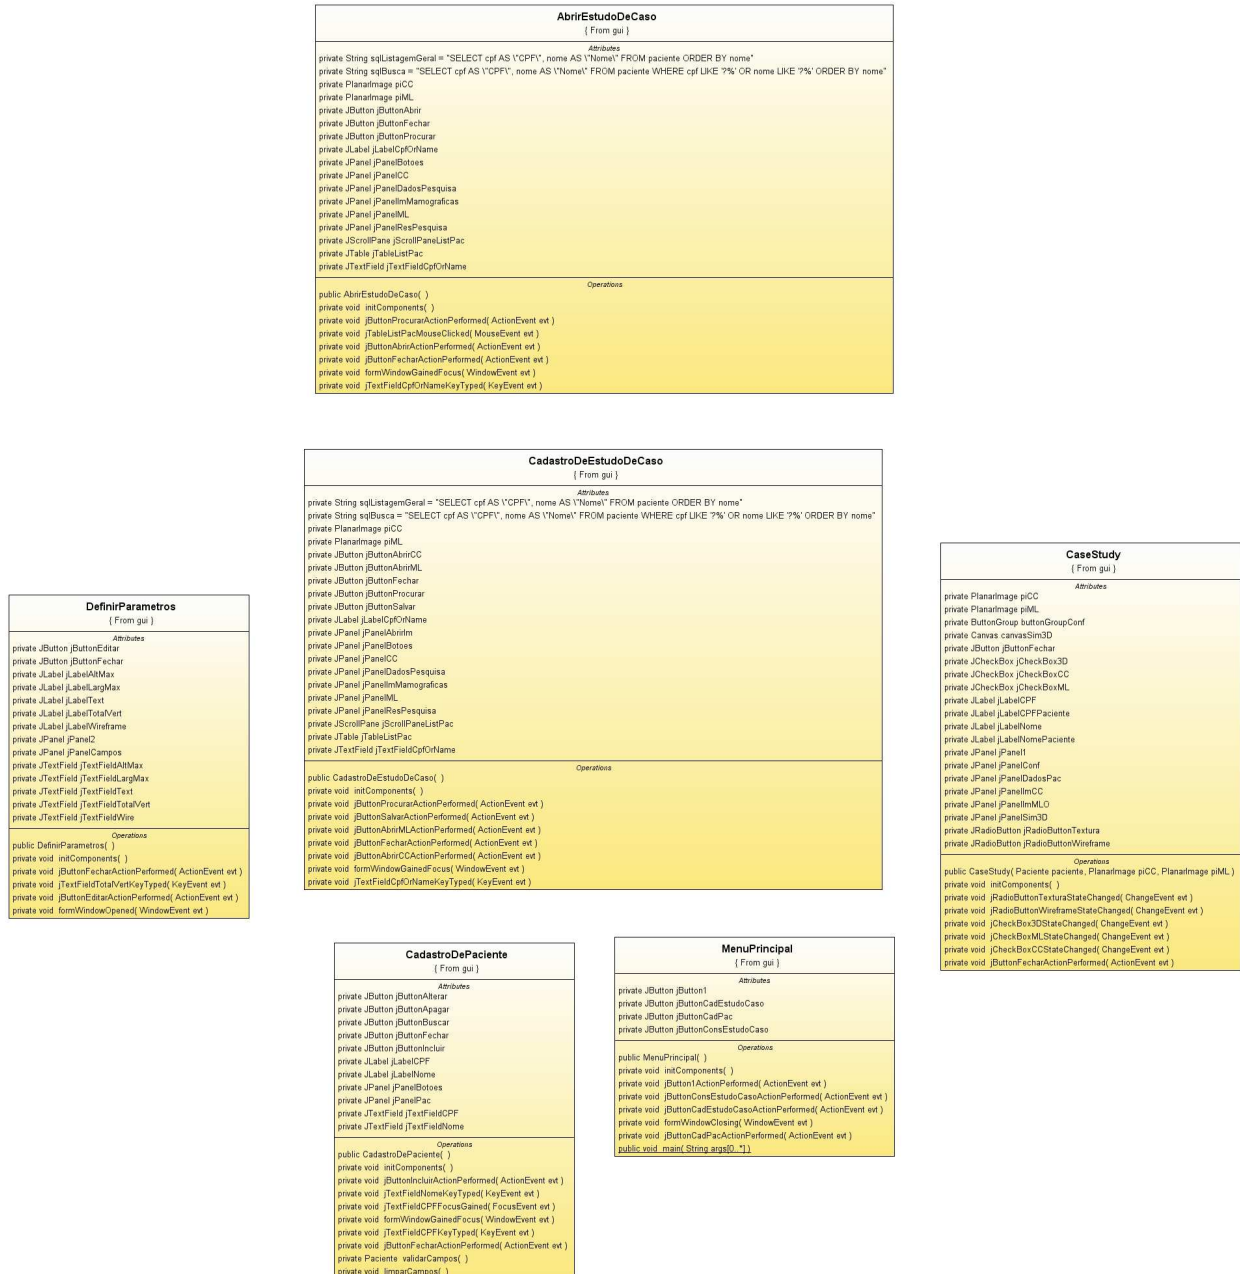 AbrirEstudoDeCaso
{ From gui }
Attributes
private String sqlListagemGeral = "SELECT cpf AS \"CPF\", nome AS \"Nome\" FROM paciente ORDER BY nome"
private String sqlBusca = "SELECT cpf AS \"CPF\", nome AS \"Nome\" FROM paciente WHERE cpf LIKE '?%' OR nome LIKE '?%' ORDER BY nome"
private PlanarImage piCC
private PlanarImage piML
private JButton jButtonAbrir
private JButton jButtonFechar
private JButton jButtonProcurar
private JLabel jLabelCpfOrName
private JPanel jPanelBotoes
private JPanel jPanelCC
private JPanel jPanelDadosPesquisa
private JPanel jPanelImMamograficas
private JPanel jPanelML
private JPanel jPanelResPesquisa
private JScrollPane jScrollPaneListPac
private JTable jTableListPac
private JTextField jTextFieldCpfOrName
Operations
public AbrirEstudoDeCaso( )
private void initComponents( )
private void jButtonProcurarActionPerformed( ActionEvent evt )
private void jTableListPacMouseClicked( MouseEvent evt )
private void jButtonAbrirActionPerformed( ActionEvent evt )
private void jButtonFecharActionPerformed( ActionEvent evt )
private void formWindowGainedFocus( WindowEvent evt )
private void jTextFieldCpfOrNameKeyTyped( KeyEvent evt )
CadastroDeEstudoDeCaso
{ From gui }
Attributes
private String sqlListagemGeral = "SELECT cpf AS \"CPF\", nome AS \"Nome\" FROM paciente ORDER BY nome"
private String sqlBusca = "SELECT cpf AS \"CPF\", nome AS \"Nome\" FROM paciente WHERE cpf LIKE '?%' OR nome LIKE '?%' ORDER BY nome"
private PlanarImage piCC
private PlanarImage piML
private JButton jButtonAbrirCC
private JButton jButtonAbrirML
private JButton jButtonFechar
private JButton jButtonProcurar
private JButton jButtonSalvar
private JLabel jLabelCpfOrName
private JPanel jPanelAbrirIm
private JPanel jPanelBotoes
private JPanel jPanelCC
private JPanel jPanelDadosPesquisa
private JPanel jPanelImMamograficas
private JPanel jPanelML
private JPanel jPanelResPesquisa
private JScrollPane jScrollPaneListPac
private JTable jTableListPac
private JTextField jTextFieldCpfOrName
Operations
public CadastroDeEstudoDeCaso( )
private void initComponents( )
private void jButtonProcurarActionPerformed( ActionEvent evt )
private void jButtonSalvarActionPerformed( ActionEvent evt )
private void jButtonAbrirMLActionPerformed( ActionEvent evt )
private void jButtonFecharActionPerformed( ActionEvent evt )
private void jButtonAbrirCCActionPerformed( ActionEvent evt )
private void formWindowGainedFocus( WindowEvent evt )
private void jTextFieldCpfOrNameKeyTyped( KeyEvent evt )
DefinirParametros
{ From gui }
Attributes
private JButton jButtonEditar
private JButton jButtonFechar
private JLabel jLabelAltMax
private JLabel jLabelLargMax
private JLabel jLabelText
private JLabel jLabelTotalVert
private JLabel jLabelWireframe
private JPanel jPanel2
private JPanel jPanelCampos
private JTextField jTextFieldAltMax
private JTextField jTextFieldLargMax
private JTextField jTextFieldText
private JTextField jTextFieldTotalVert
private JTextField jTextFieldWire
Operations
public DefinirParametros( )
private void initComponents( )
private void jButtonFecharActionPerformed( ActionEvent evt )
private void jTextFieldTotalVertKeyTyped( KeyEvent evt )
private void jButtonEditarActionPerformed( ActionEvent evt )
private void formWindowOpened( WindowEvent evt )
CaseStudy
{ From gui }
Attributes
private PlanarImage piCC
private PlanarImage piML
private ButtonGroup buttonGroupConf
private Canvas canvasSim3D
private JButton jButtonFechar
private JCheckBox jCheckBox3D
private JCheckBox jCheckBoxCC
private JCheckBox jCheckBoxML
private JLabel jLabelCPF
private JLabel jLabelCPFPaciente
private JLabel jLabelNome
private JLabel jLabelNomePaciente
private JPanel jPanel1
private JPanel jPanelConf
private JPanel jPanelDadosPac
private JPanel jPanelImCC
private JPanel jPanelImMLO
private JPanel jPanelSim3D
private JRadioButton jRadioButtonTextura
private JRadioButton jRadioButtonWireframe
Operations
public CaseStudy( Paciente paciente, PlanarImage piCC, PlanarImage piML )
private void initComponents( )
private void jRadioButtonTexturaStateChanged( ChangeEvent evt )
private void jRadioButtonWireframeStateChanged( ChangeEvent evt )
private void jCheckBox3DStateChanged( ChangeEvent evt )
private void jCheckBoxMLStateChanged( ChangeEvent evt )
private void jCheckBoxCCStateChanged( ChangeEvent evt )
private void jButtonFecharActionPerformed( ActionEvent evt )
CadastroDePaciente
{ From gui }
Attributes
private JButton jButtonAlterar
private JButton jButtonApagar
private JButton jButtonBuscar
private JButton jButtonFechar
private JButton jButtonIncluir
private JLabel jLabelCPF
private JLabel jLabelNome
private JPanel jPanelBotoes
private JPanel jPanelPac
private JTextField jTextFieldCPF
private JTextField jTextFieldNome
Operations
public CadastroDePaciente( )
private void initComponents( )
private void jButtonIncluirActionPerformed( ActionEvent evt )
private void jTextFieldNomeKeyTyped( KeyEvent evt )
private void jTextFieldCPFFocusGained( FocusEvent evt )
private void formWindowGainedFocus( WindowEvent evt )
private void jTextFieldCPFKeyTyped( KeyEvent evt )
private void jButtonFecharActionPerformed( ActionEvent evt )
private Paciente validarCampos( )
private void limparCampos( )
MenuPrincipal
{ From gui }
Attributes
private JButton jButton1
private JButton jButtonCadEstudoCaso
private JButton jButtonCadPac
private JButton jButtonConsEstudoCaso
Operations
public MenuPrincipal( )
private void initComponents( )
private void jButton1ActionPerformed( ActionEvent evt )
private void jButtonConsEstudoCasoActionPerformed( ActionEvent evt )
private void jButtonCadEstudoCasoActionPerformed( ActionEvent evt )
private void formWindowClosing( WindowEvent evt )
private void jButtonCadPacActionPerformed( ActionEvent evt )
public void main( String args[0..*] )